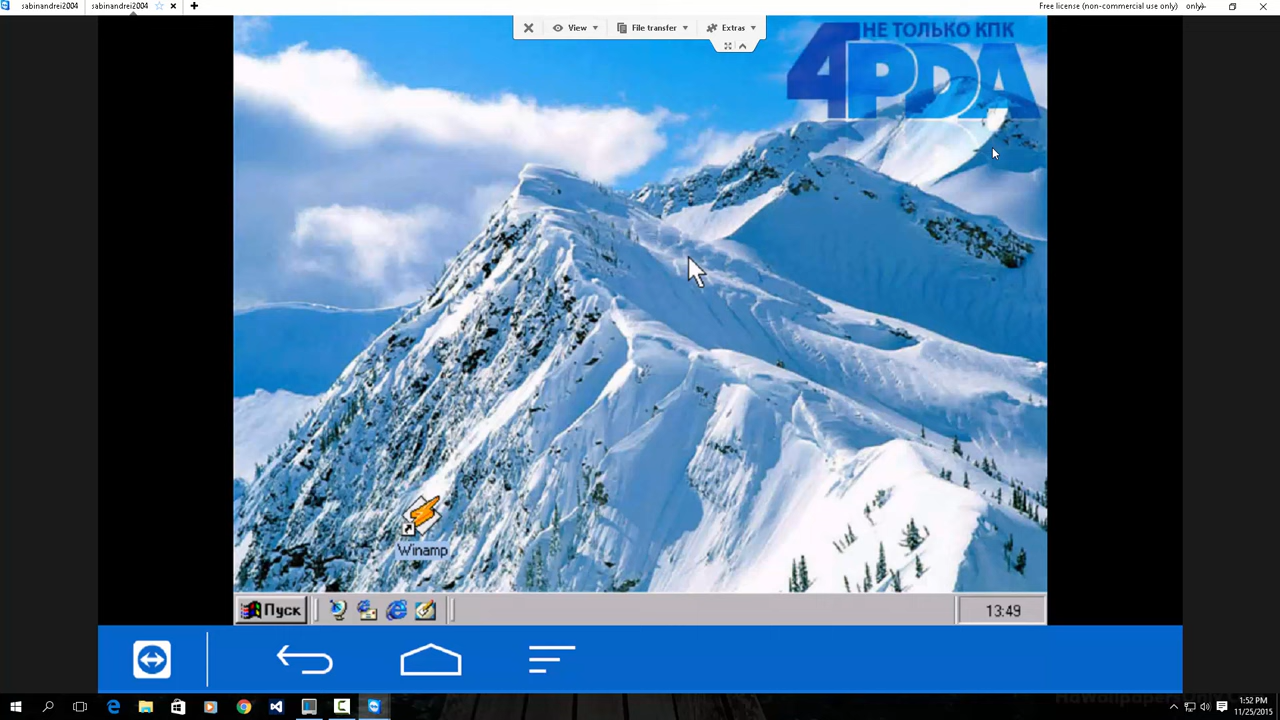 sabinandrei2004
sabinandrei2004
Free license (non-commercial use only)
only)
View
File transfer
Extras
НЕ ТОЛЬКО КПК
4PDA
Winamp
Пуск
13:49
1:52 PM
11/25/2015